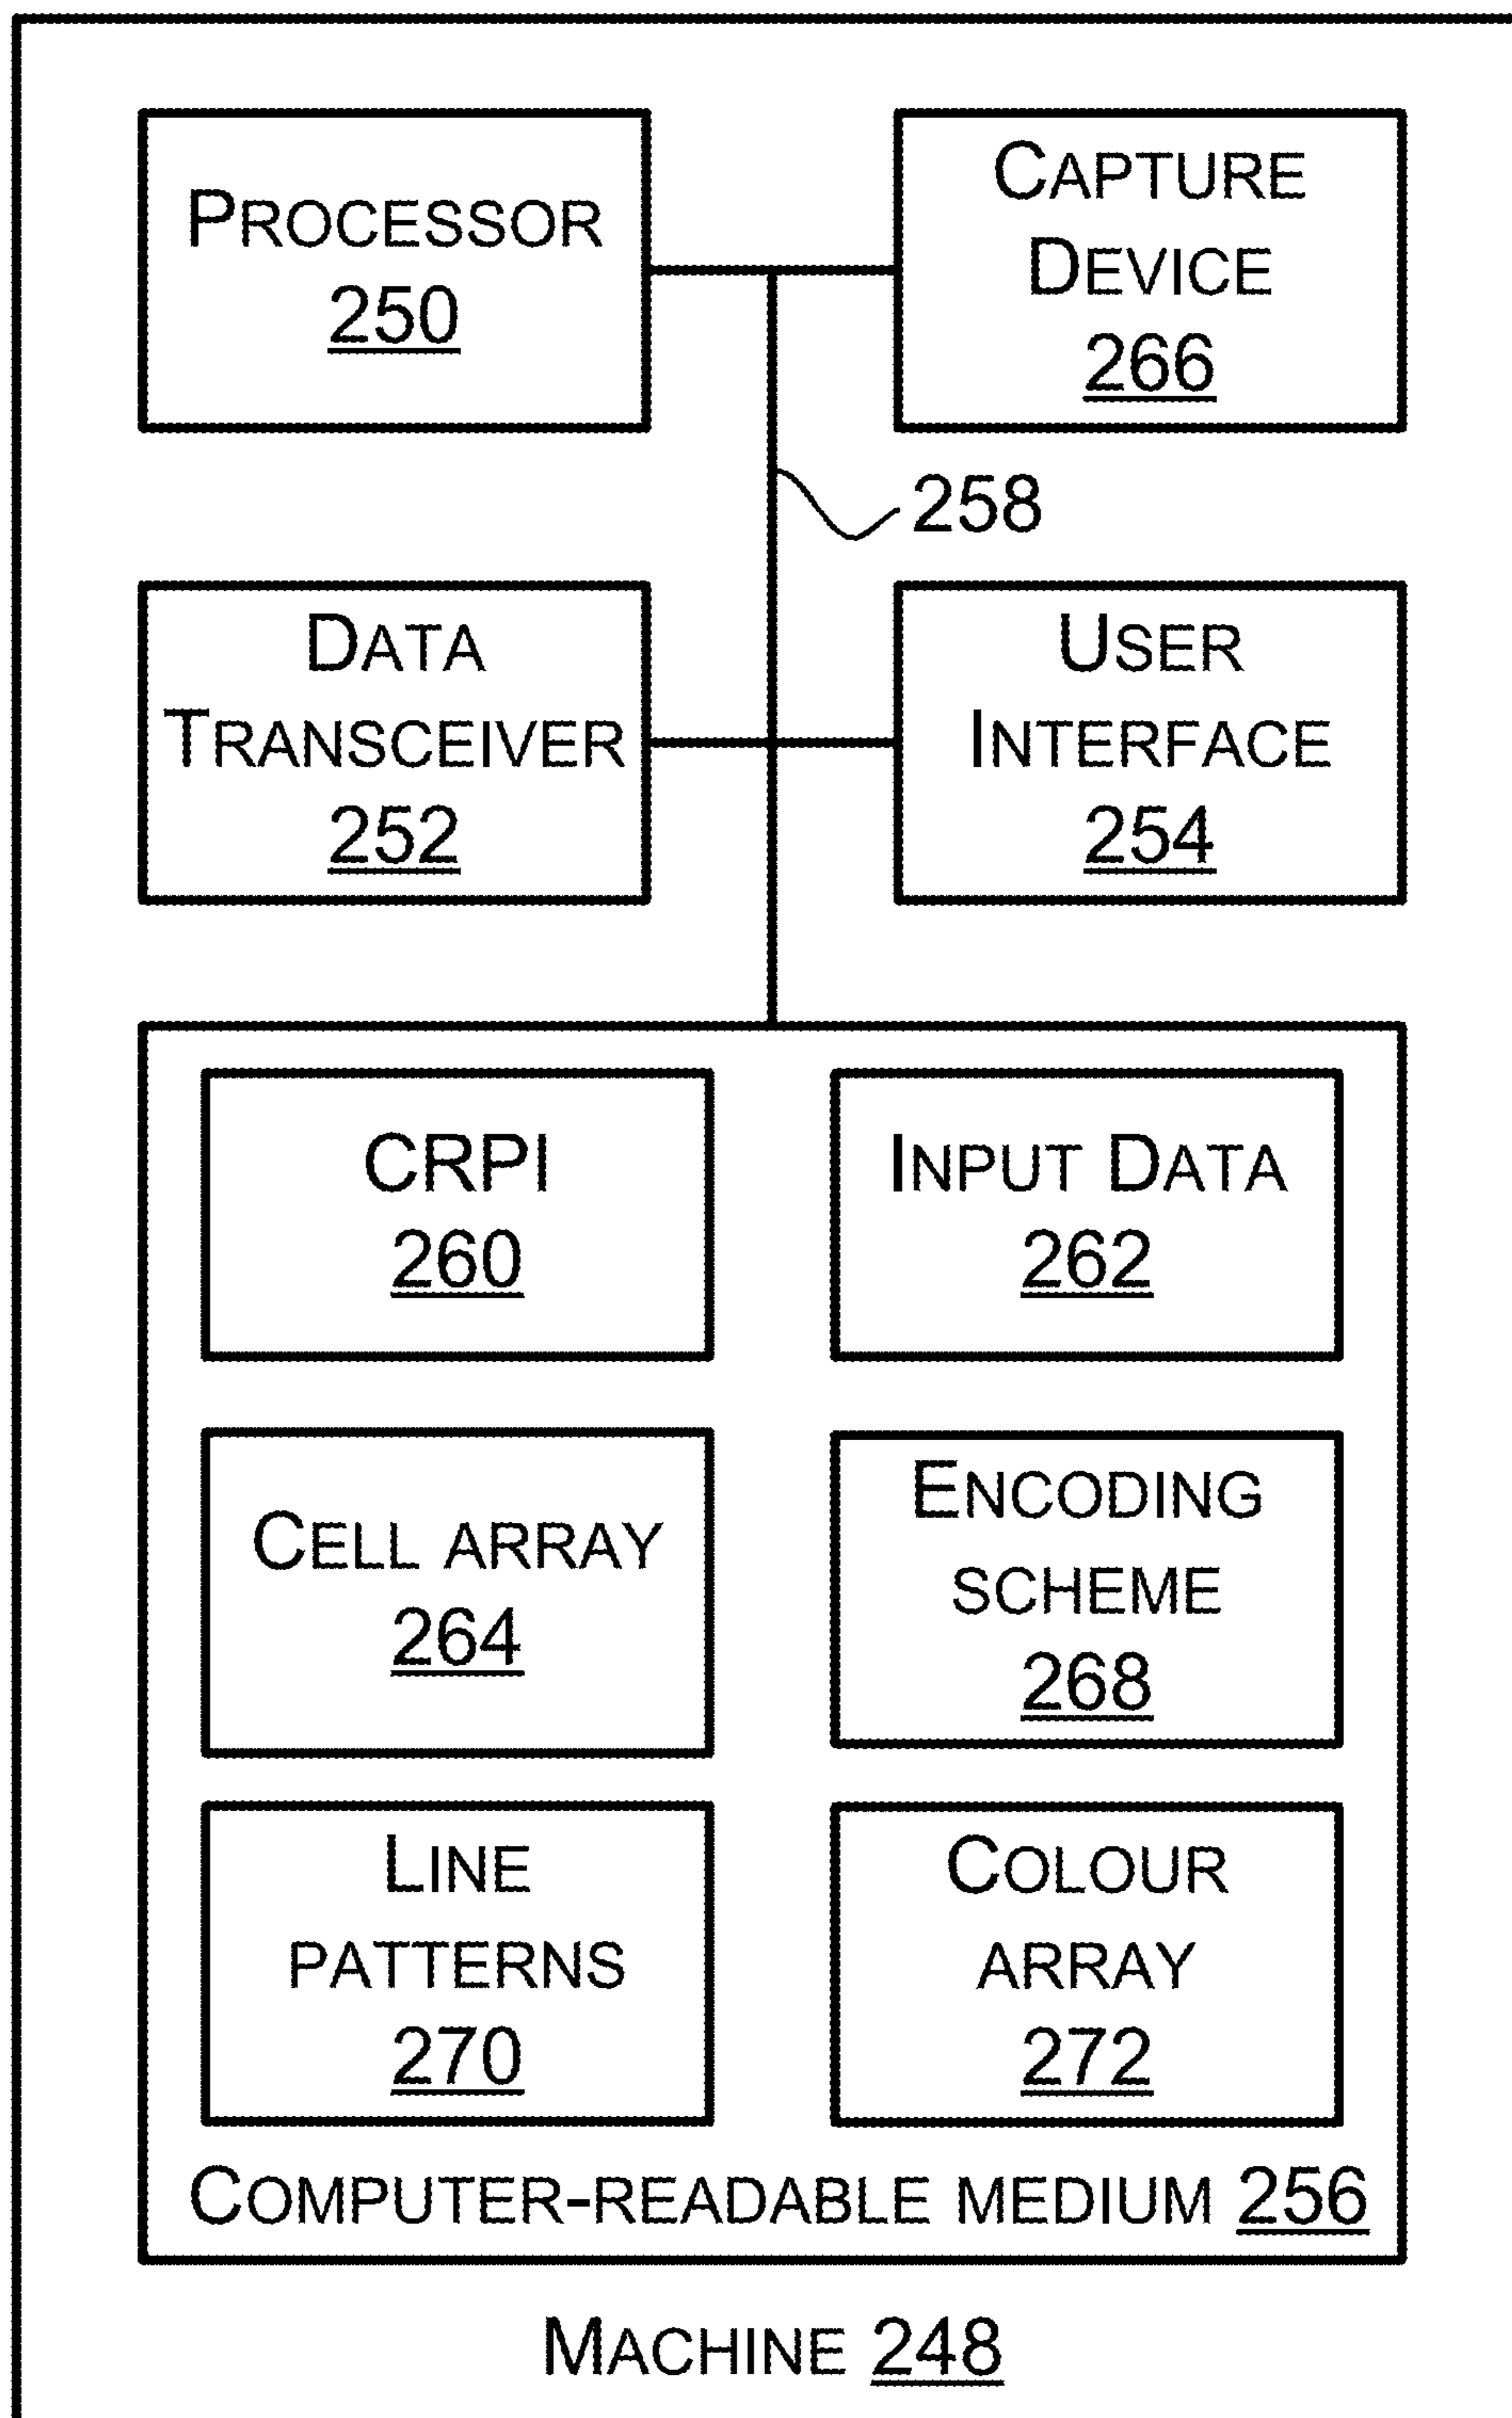 PROCESSOR
250
CAPTURE
DEVICE
266
258
DATA
TRANSCEIVER
252
USER
INTERFACE
254
CRPI
260
INPUT DATA
262
CELL ARRAY
264
ENCODING
SCHEME
268
LINE
PATTERNS
270
COLOUR
ARRAY
272
COMPUTER-READABLE MEDIUM 256
MACHINE 248